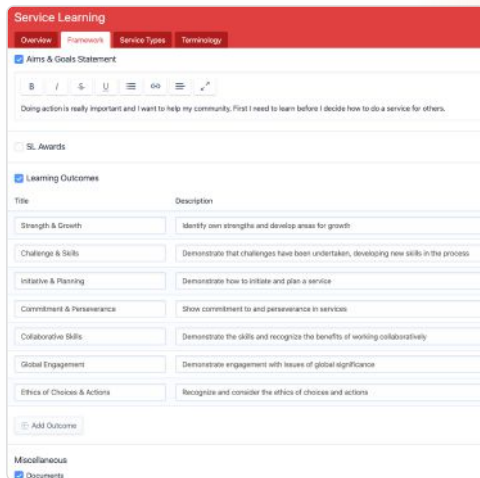 Service Learning
Overview Framework Service Types Terminology
Aims & Goals Statement
B I S U
Doing action is really important and I want to help my community. First I need to learn before I decide how to do a service for others.
SL Awards
Learning Outcomes
Title Description
Strength & Growth Identify own strengths and develop areas for growth
Challenge & Skills Demonstrate that challenges have been undertaken, developing new skills in the process
Initiative & Planning Demonstrate how to initiate and plan a service
Commitment & Perseverance Show commitment to and perseverance in services
Collaborative Skills Demonstrate the skills and recognize the benefits of working collaboratively
Global Engagement Demonstrate engagement with issues of global significance
Ethics of Choices & Actions Recognize and consider the ethics of choices and actions
Add Outcome
Miscellaneous
Documents